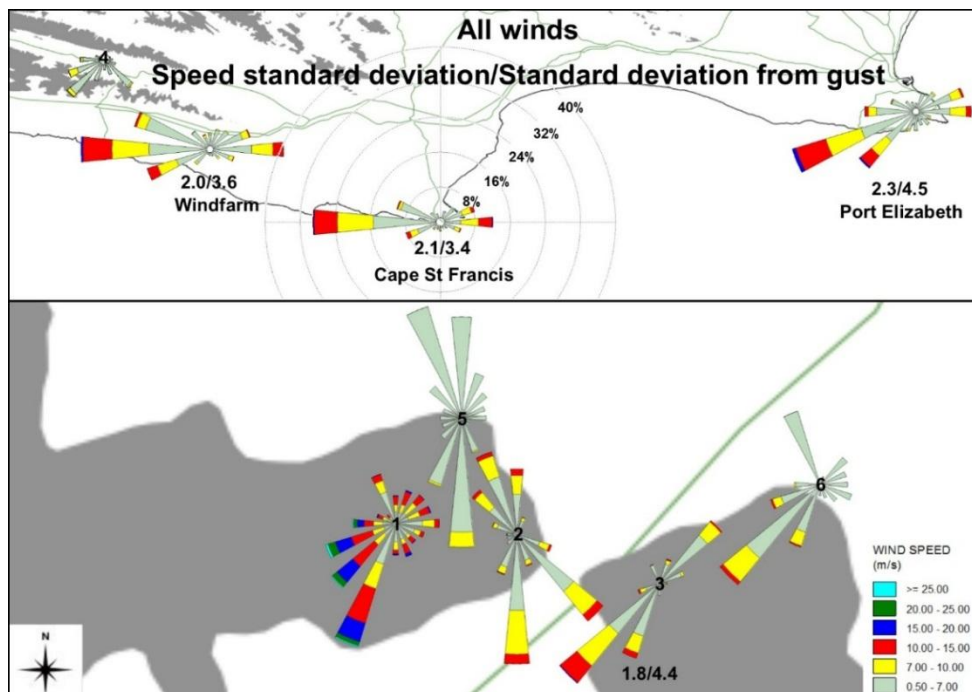 All winds
Speed standard deviation/Standard deviation from gust
4
40%
32%
24%
16%
8%
2.0/3.6
Windfarm
2.1/3.4
Cape St Francis
2.3/4.5
Port Elizabeth
5
6
1
2
3
1.8/4.4
N
WIND SPEED
(m/s)
>= 25.00
20.00 - 25.00
15.00 - 20.00
10.00 - 15.00
7.00 - 10.00
0.50 - 7.00